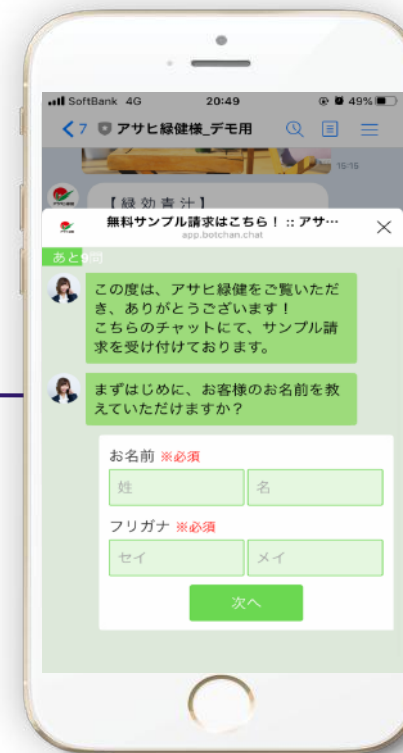 SoftBank 4G 20:49 49%
7 アサヒ緑健様_デモ用
15/15
【緑効青汁】
無料サンプル請求はこちら！ :: アサ…
app.botchan.chat
あと9問
この度は、アサヒ緑健をご覧いただ
き、ありがとうござい​ます！
こちらのチャットにて、サンプル請
求を受け付けております。
まずはじめに、お客様のお名前を教
えていただけますか？
お名前 ※必須
姓 名
フリガナ ※必須
セイ メイ
次へ